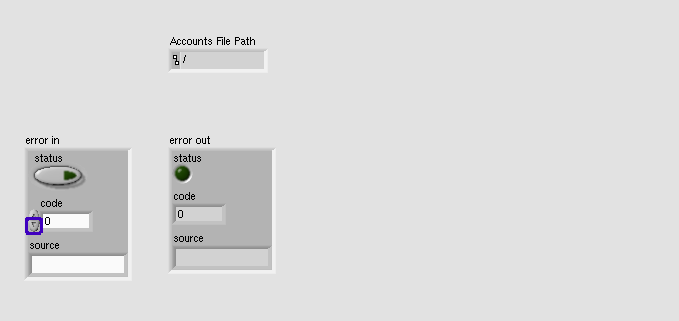 Accounts File Path
/
error in
status
code
0
source
error out
status
code
0
source